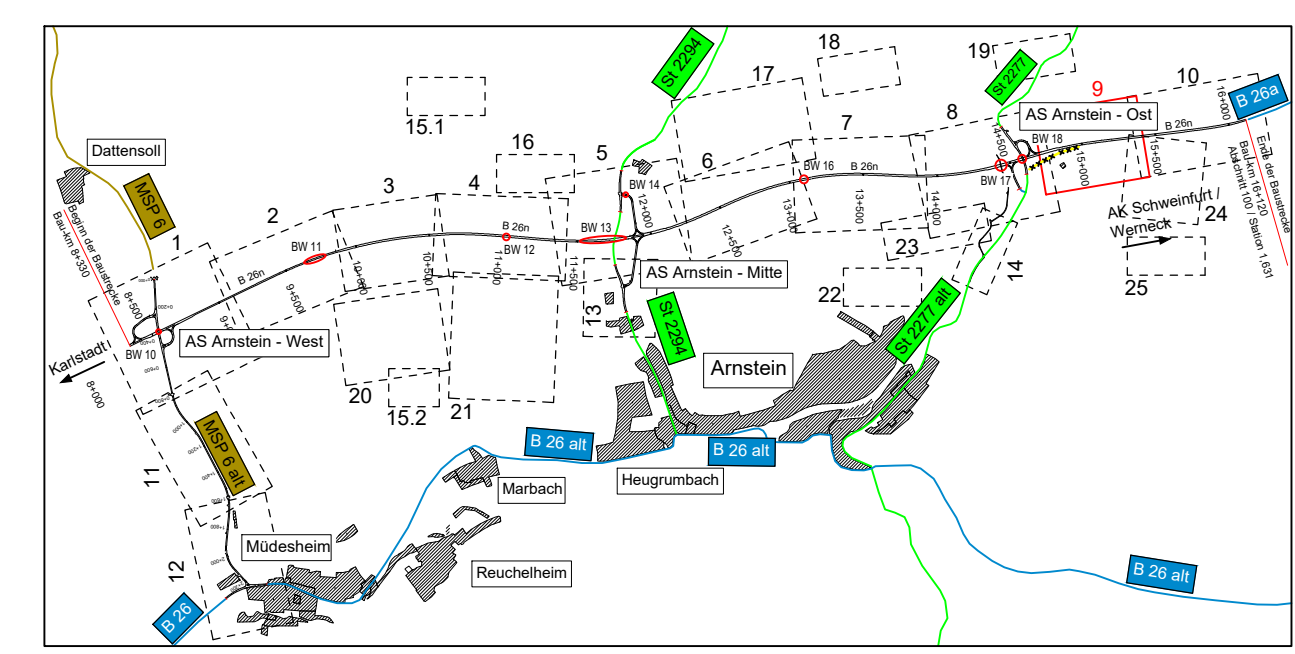 18
19
17
St 2294
St 2277
10
9
B 26a
16+000
15.1
AS Arnstein - Ost
8
7
B 26n
14+500
BW 18
Dattensoll
16
5
6
15+000
15+500
MSP 6
3
4
BW 16
B 26n
BW 17
Ende der Baustrecke
Bau-km 16+120
Abschnitt 100 / Station 1,631
2
BW 14
12+000
13+000
13+500
14+000
AK Schweinfurt /
Werneck
24
Beginn der Baustrecke
Bau-km 8+330
1
BW 11
B 26n
BW 12
BW 13
12+500
23
25
B 26n
10+500
11+000
11+500
AS Arnstein - Mitte
14
8+500
9+500
13
22
BW 10
AS Arnstein - West
Karlstadt
8+000
St 2294
St 2277 alt
Arnstein
20
15.2
21
MSP 6 alt
B 26 alt
B 26 alt
11
Marbach
Heugrumbach
12
Müdesheim
Reuchelheim
B 26 alt
B 26